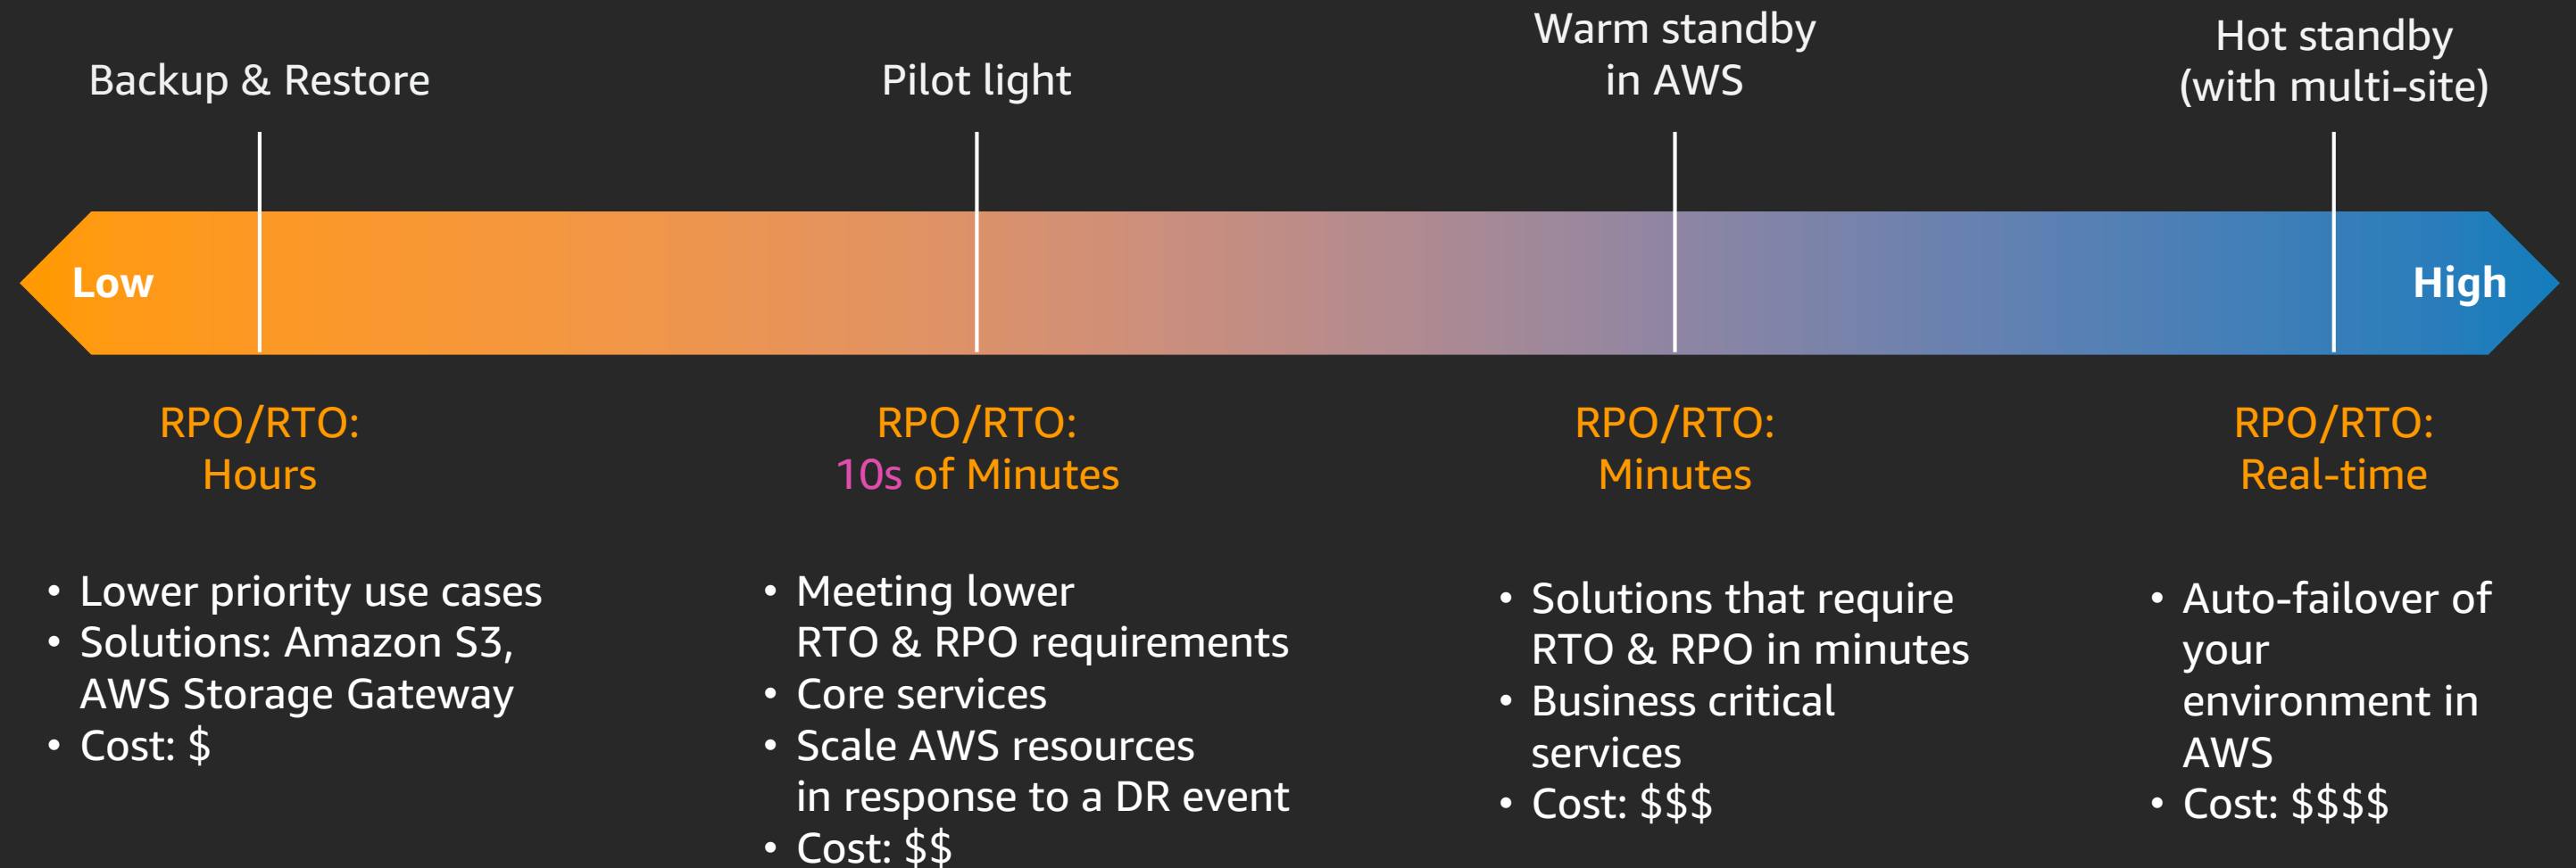 Backup & Restore
Pilot light
Warm standby
in AWS
Hot standby
(with multi-site)
Low
High
RPO/RTO:
Hours
RPO/RTO:
10s of Minutes
RPO/RTO:
Minutes
RPO/RTO:
Real-time
• Lower priority use cases
• Solutions: Amazon S3,
AWS Storage Gateway
• Cost: $
• Meeting lower
RTO & RPO requirements
• Core services
• Scale AWS resources
in response to a DR event
• Cost: $$
• Solutions that require
RTO & RPO in minutes
• Business critical
services
• Cost: $$$
• Auto-failover of
your
environment in
AWS
• Cost: $$$$